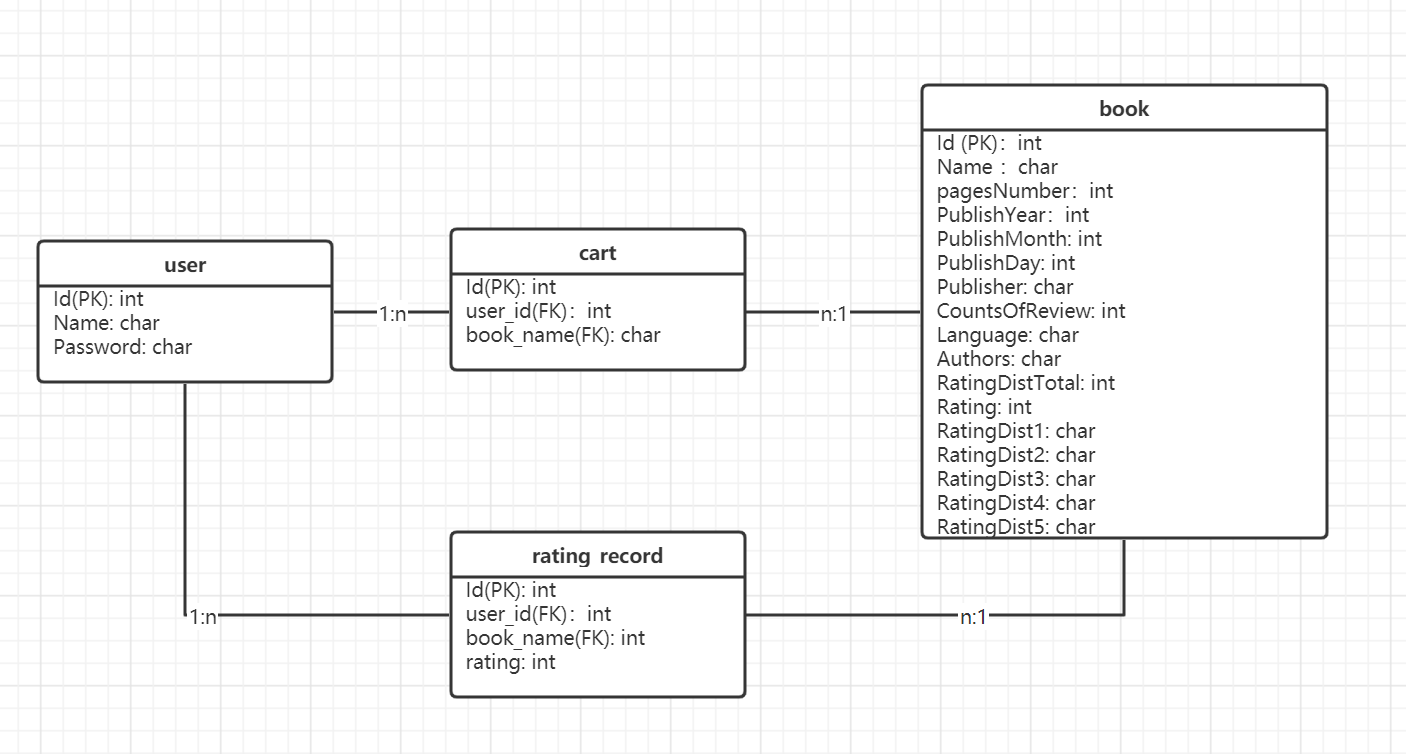 user
Id(PK): int
Name: char
Password: char
1:n
cart
Id(PK): int
user_id(FK)： int
book_name(FK): char
n:1
book
Id (PK)： int
Name ： char
pagesNumber： int
PublishYear： int
PublishMonth: int
PublishDay: int
Publisher: char
CountsOfReview: int
Language: char
Authors: char
RatingDistTotal: int
Rating: int
RatingDist1: char
RatingDist2: char
RatingDist3: char
RatingDist4: char
RatingDist5: char
1:n
rating_record
Id(PK): int
user_id(FK)： int
book_name(FK): int
rating: int
n:1